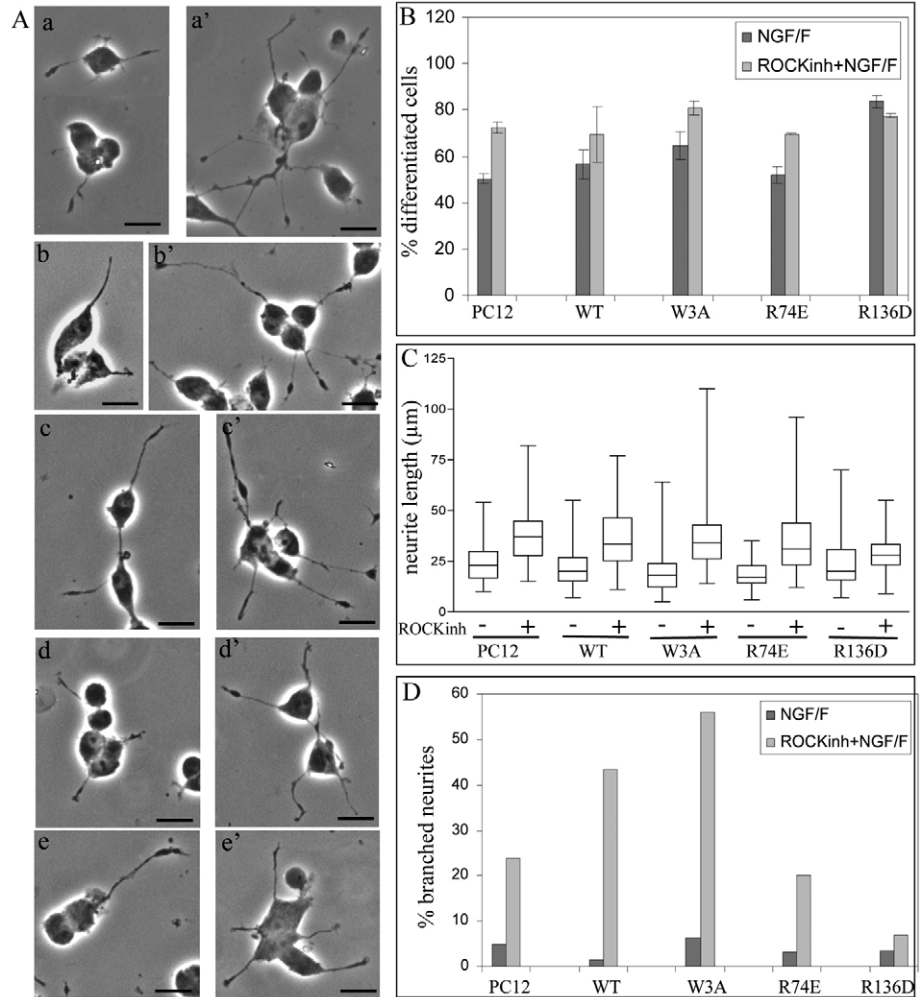 A
a
a'
b
b'
c
c'
d
d'
e
e'
B
% differentiated cells
120
100
80
60
40
20
0
NGF/F
ROCKinh+NGF/F
PC12 WT W3A R74E R136D
C
neurite length (µm)
125
100
75
50
25
0
ROCKinh - + - + - + - + - +
PC12 WT W3A R74E R136D
D
% branched neurites
60
50
40
30
20
10
0
NGF/F
ROCKinh+NGF/F
PC12 WT W3A R74E R136D